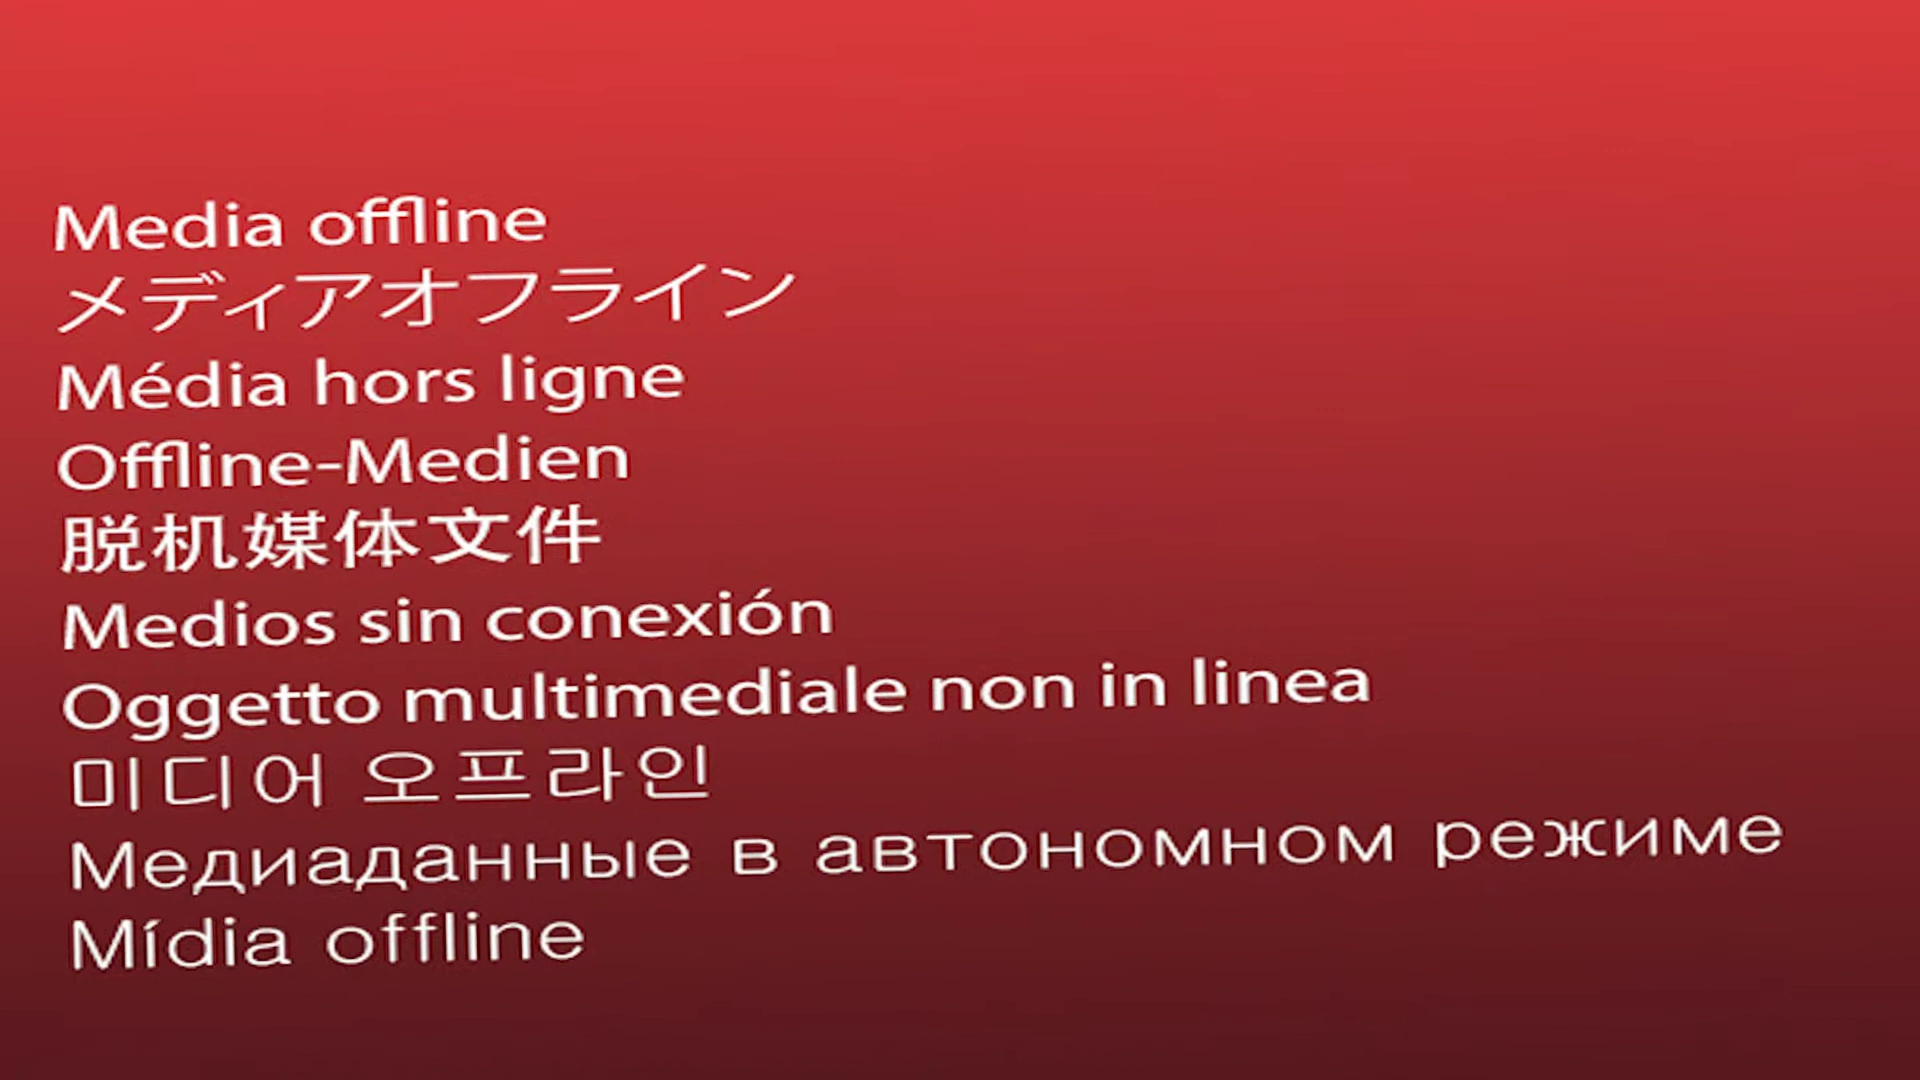 Media offline
メディアオフライン
Média hors ligne
Offline-Medien
脱机媒体文件
Medios sin conexión
Oggetto multimediale non in linea
미디어 오프라인
Медиаданные в автономном режиме
Mídia offline